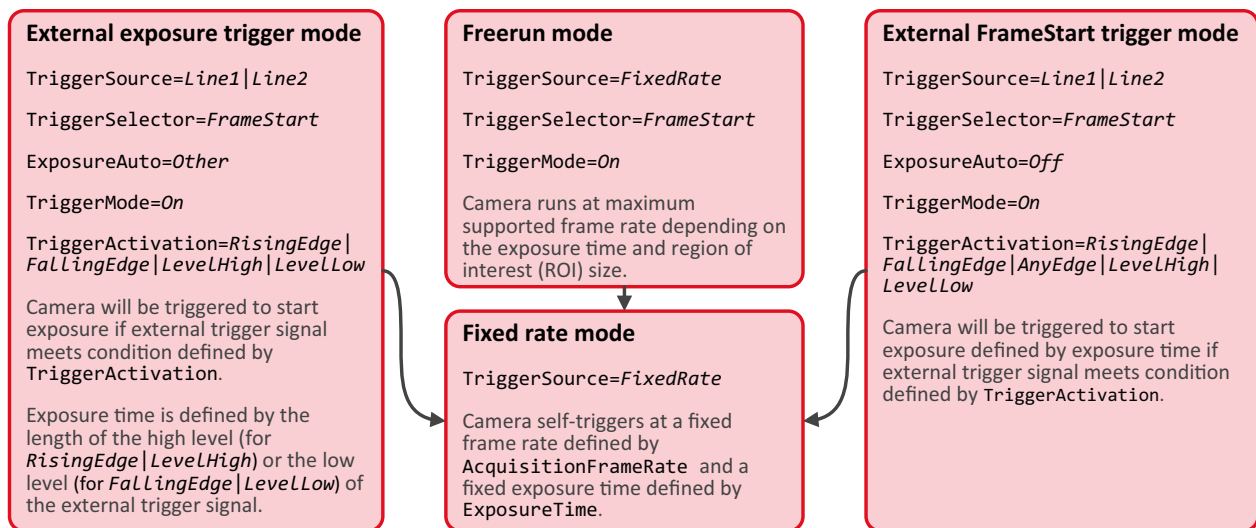 External exposure trigger mode
TriggerSource=Line1|Line2
TriggerSelector=FrameStart
ExposureAuto=Other
TriggerMode=On
TriggerActivation=RisingEdge|
FallingEdge|LevelHigh|LevelLow
Camera will be triggered to start
exposure if external trigger signal
meets condition defined by
TriggerActivation.
Exposure time is defined by the
length of the high level (for
RisingEdge|LevelHigh) or the low
level (for FallingEdge|LevelLow) of
the external trigger signal.
Freerun mode
TriggerSource=FixedRate
TriggerSelector=FrameStart
TriggerMode=On
Camera runs at maximum
supported frame rate depending on
the exposure time and region of
interest (ROI) size.
Fixed rate mode
TriggerSource=FixedRate
Camera self-triggers at a fixed
frame rate defined by
AcquisitionFrameRate and a
fixed exposure time defined by
ExposureTime.
External FrameStart trigger mode
TriggerSource=Line1|Line2
TriggerSelector=FrameStart
ExposureAuto=Off
TriggerMode=On
TriggerActivation=RisingEdge|
FallingEdge|AnyEdge|LevelHigh|
LevelLow
Camera will be triggered to start
exposure defined by exposure time if
external trigger signal meets condition
defined by TriggerActivation.